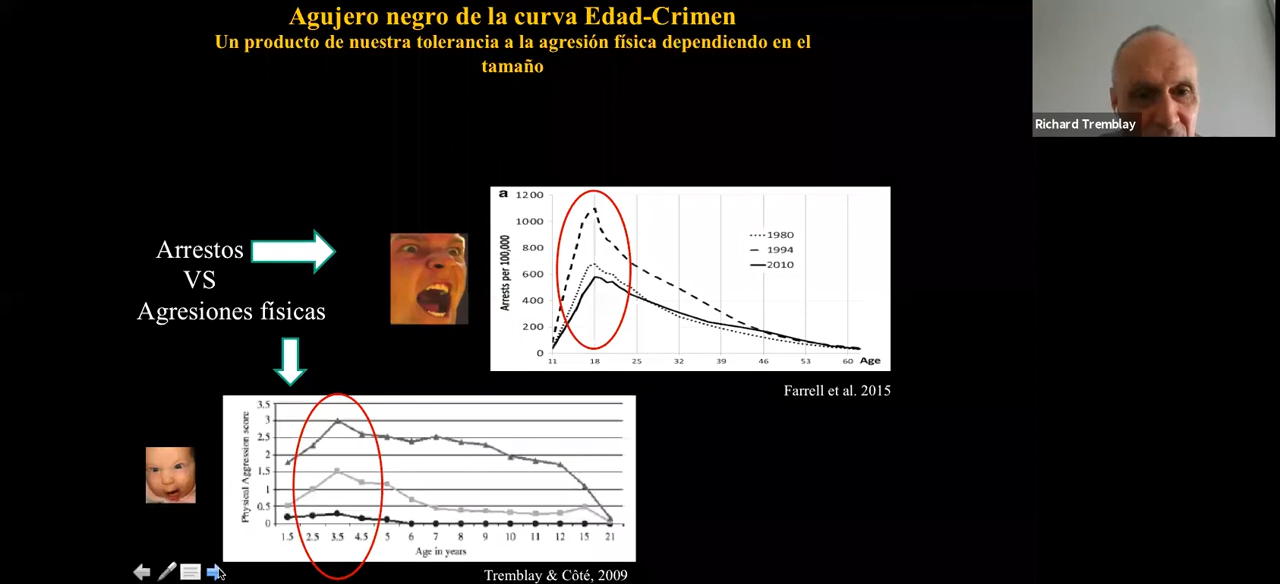 Agujero negro de la curva Edad-Crimen
Un producto de nuestra tolerancia a la agresión física dependiendo en el
tamaño
Richard Tremblay
Arrestos
VS
Agresiones físicas
a
1200
1000
800
600
400
200
0
Arrests per 100,000
1980
1994
2010
11 18 25 32 39 46 53 60 Age
Farrell et al. 2015
3.5
3
2.5
2
1.5
1
0.5
0
Physical Aggression score
1.5 2.5 3.5 4.5 5 6 7 8 9 10 11 12 15 21
Age in years
Tremblay & Côté, 2009